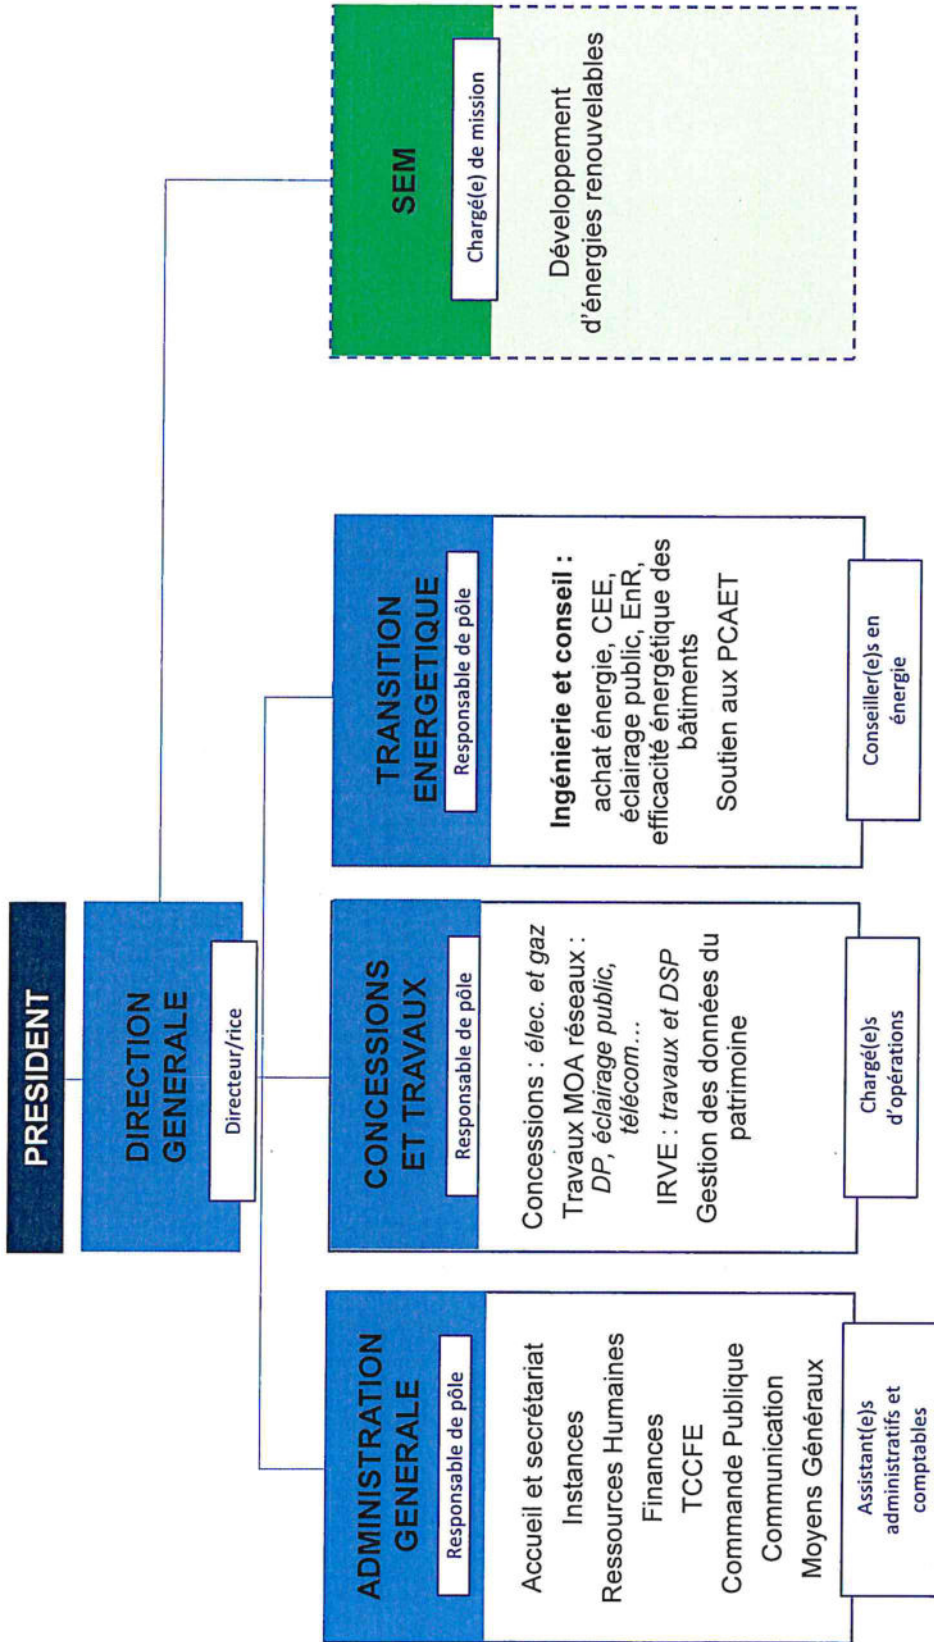 PRESIDENT
DIRECTION
GENERALE
Directeur/rice
ADMINISTRATION
GENERALE
Responsable de pôle
Accueil et secrétariat
Instances
Ressources Humaines
Finances
TCCFE
Commande Publique
Communication
Moyens Généraux
Assistant(e)s
administratifs et
comptables
CONCESSIONS
ET TRAVAUX
Responsable de pôle
Concessions : élec. et gaz
Travaux MOA réseaux :
DP, éclairage public,
télécom...
IRVE : travaux et DSP
Gestion des données du
patrimoine
Chargé(e)s
d'opérations
TRANSITION
ENERGETIQUE
Responsable de pôle
Ingénierie et conseil :
achat énergie, CEE,
éclairage public, EnR,
efficacité énergétique des
bâtiments
Soutien aux PCAET
Conseiller(e)s en
énergie
SEM
Chargé(e) de mission
Développement
d'énergies renouvelables